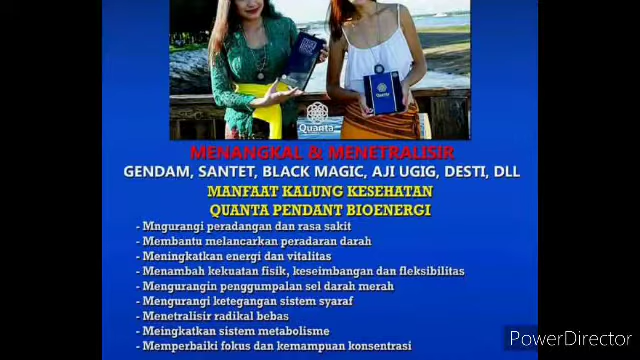 Quanta
Quanta
MENANGKAL & MENETRALISIR
GENDAM, SANTET, BLACK MAGIC, AJI UGIG, DESTI, DLL
MANFAAT KALUNG KESEHATAN
QUANTA PENDANT BIOENERGI
- Mngurangi peradangan dan rasa sakit
- Membantu melancarkan peradaran darah
- Meningkatkan energi dan vitalitas
- Menambah kekuatan fisik, keseimbangan dan fleksibilitas
- Mengurangin penggumpalan sel darah merah
- Mengurangi ketegangan sistem syaraf
- Menetralisir radikal bebas
- Meingkatkan sistem metabolisme
- Memperbaiki fokus dan kemampuan konsentrasi
PowerDirector